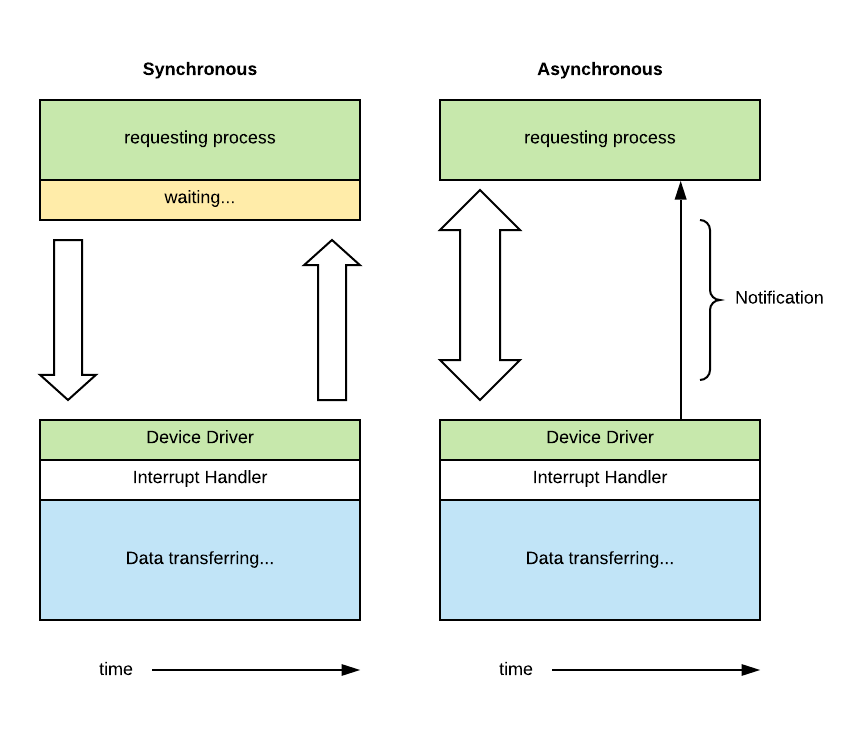 Synchronous
requesting process
waiting...
Device Driver
Interrupt Handler
Data transferring...
time
Asynchronous
requesting process
Notification
Device Driver
Interrupt Handler
Data transferring...
time